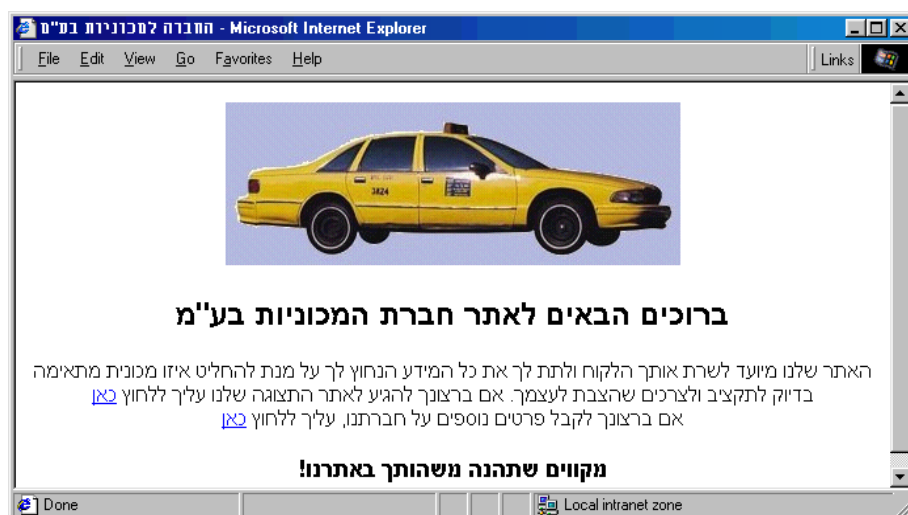 החברה למכוניות בע"מ - Microsoft Internet Explorer
File Edit View Go Favorites Help Links
3824
ברוכים הבאים לאתר חברת המכוניות בע''מ
האתר שלנו מיועד לשרת אותך הלקוח ולתת לך את כל המידע הנחוץ לך על מנת להחליט איזו מכונית מתאימה
בדיוק לתקציב ולצרכים שהצבת לעצמך. אם ברצונך להגיע לאתר התצוגה שלנו עליך ללחוץ כאן
אם ברצונך לקבל פרטים נוספים על חברתנו, עליך ללחוץ כאן
מקווים שתהנה משהותך באתרנו!
Done Local intranet zone